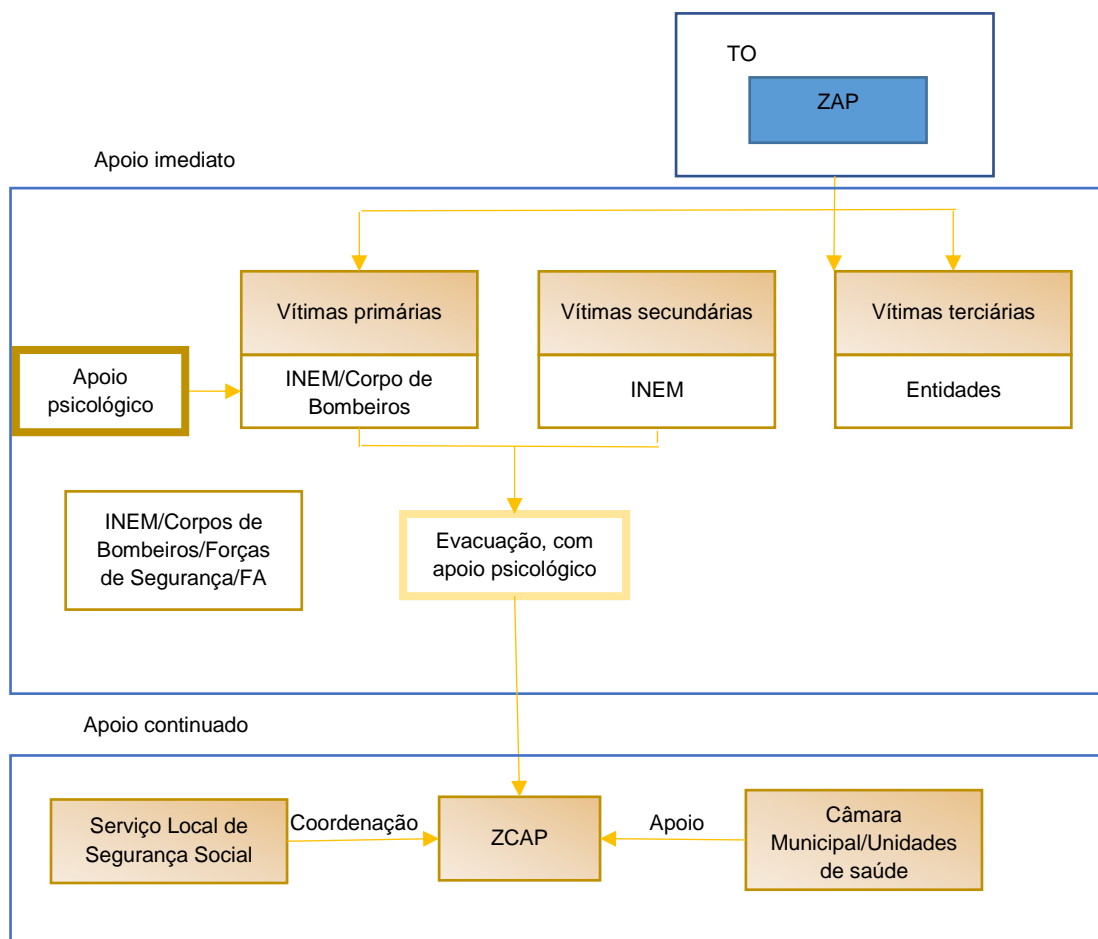 TO
ZAP
Apoio imediato
Vítimas primárias
Vítimas secundárias
Vítimas terciárias
Apoio
psicológico
INEM/Corpo de
Bombeiros
INEM
Entidades
INEM/Corpos de
Bombeiros/Forças
de Segurança/FA
Evacuação, com
apoio psicológico
Apoio continuado
Serviço Local de
Segurança Social
Coordenação
ZCAP
Apoio
Câmara
Municipal/Unidades
de saúde